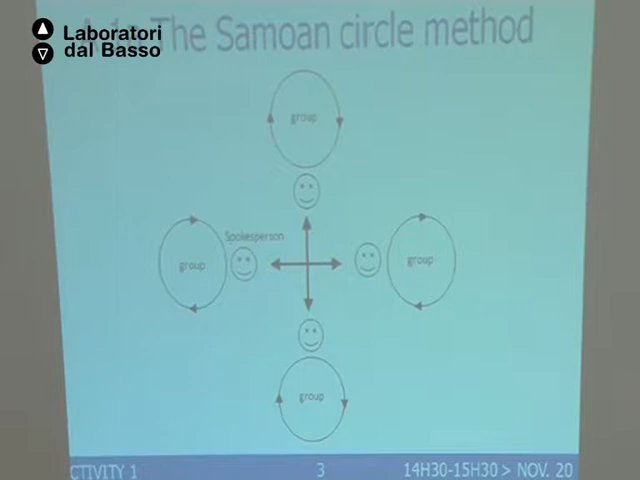 Laboratori
dal Basso
The Samoan circle method
group
Spokesperson
group
group
group
CTIVITY 1
3
14H30-15H30 > NOV. 20